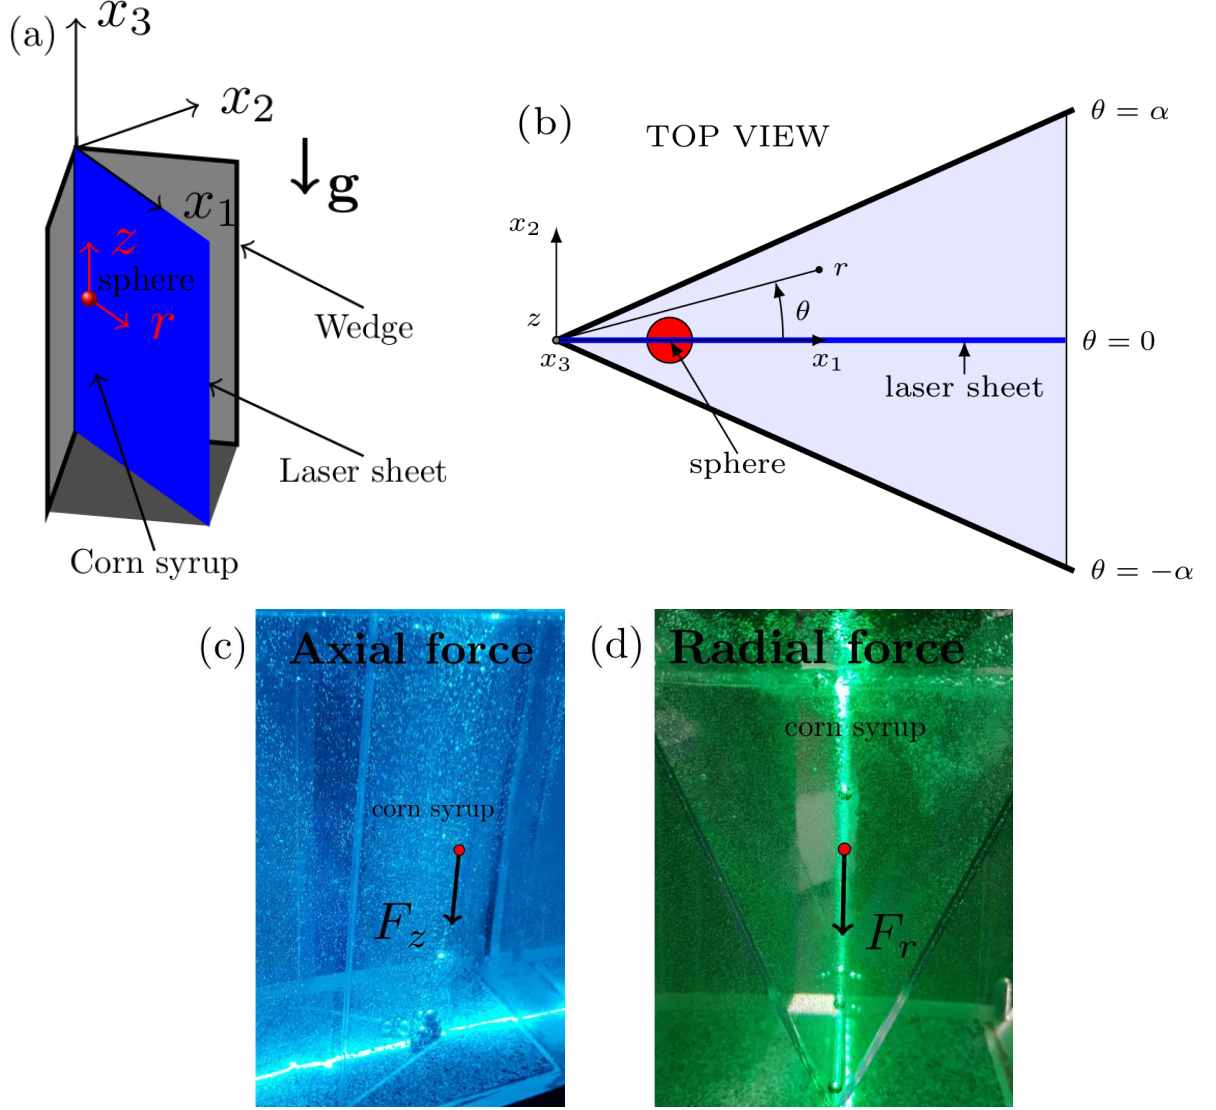 (a)
x3
x2
g
x1
z
sphere
r
Wedge
Laser sheet
Corn syrup
(b)
TOP VIEW
θ = α
x2
r
θ
z
x3
x1
θ = 0
laser sheet
sphere
θ = −α
(c)
Axial force
corn syrup
Fz
(d)
Radial force
corn syrup
Fr